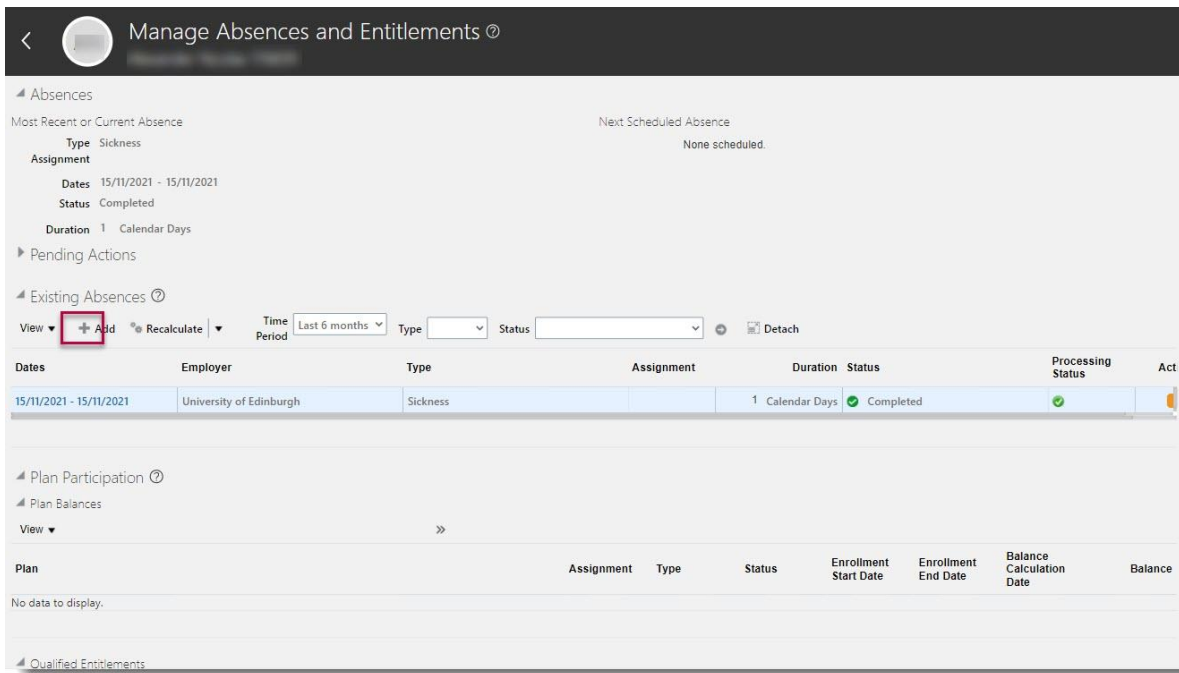 Manage Absences and Entitlements
Absences
Most Recent or Current Absence
Next Scheduled Absence
Type Sickness
None scheduled.
Assignment
Dates 15/11/2021 - 15/11/2021
Status Completed
Duration 1 Calendar Days
Pending Actions
Existing Absences
View Add Recalculate Time Period Last 6 months Type Status Detach
Dates Employer Type Assignment Duration Status Processing Status Act
15/11/2021 - 15/11/2021 University of Edinburgh Sickness 1 Calendar Days Completed
Plan Participation
Plan Balances
View »
Plan Assignment Type Status Enrollment Start Date Enrollment End Date Balance Calculation Date Balance
No data to display.
Qualified Entitlements